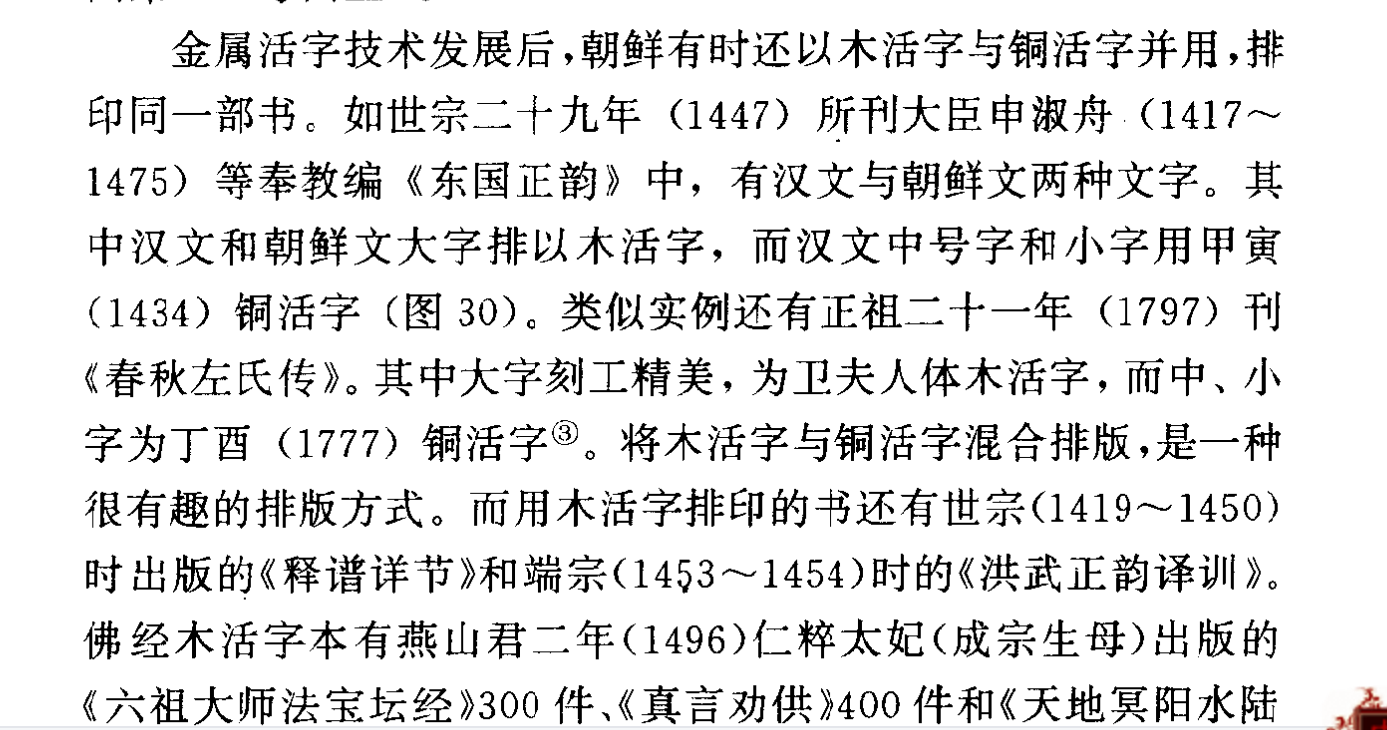 金属活字技术发展后,朝鲜有时还以木活字与铜活字并用,排
印同一部书。如世宗二十九年（1447）所刊大臣申淑舟（1417～
1475）等奉教编《东国正韵》中，有汉文与朝鲜文两种文字。其
中汉文和朝鲜文大字排以木活字，而汉文中号字和小字用甲寅
（1434）铜活字（图 30）。类似实例还有正祖二十一年（1797）刊
《春秋左氏传》。其中大字刻工精美，为卫夫人体木活字，而中、小
字为丁酉（1777）铜活字③。将木活字与铜活字混合排版,是一种
很有趣的排版方式。而用木活字排印的书还有世宗(1419～1450)
时出版的《释谱详节》和端宗(1453～1454)时的《洪武正韵译训》。
佛经木活字本有燕山君二年(1496)仁粹太妃(成宗生母)出版的
《六祖大师法宝坛经》300 件、《真言劝供》400 件和《天地冥阳水陆